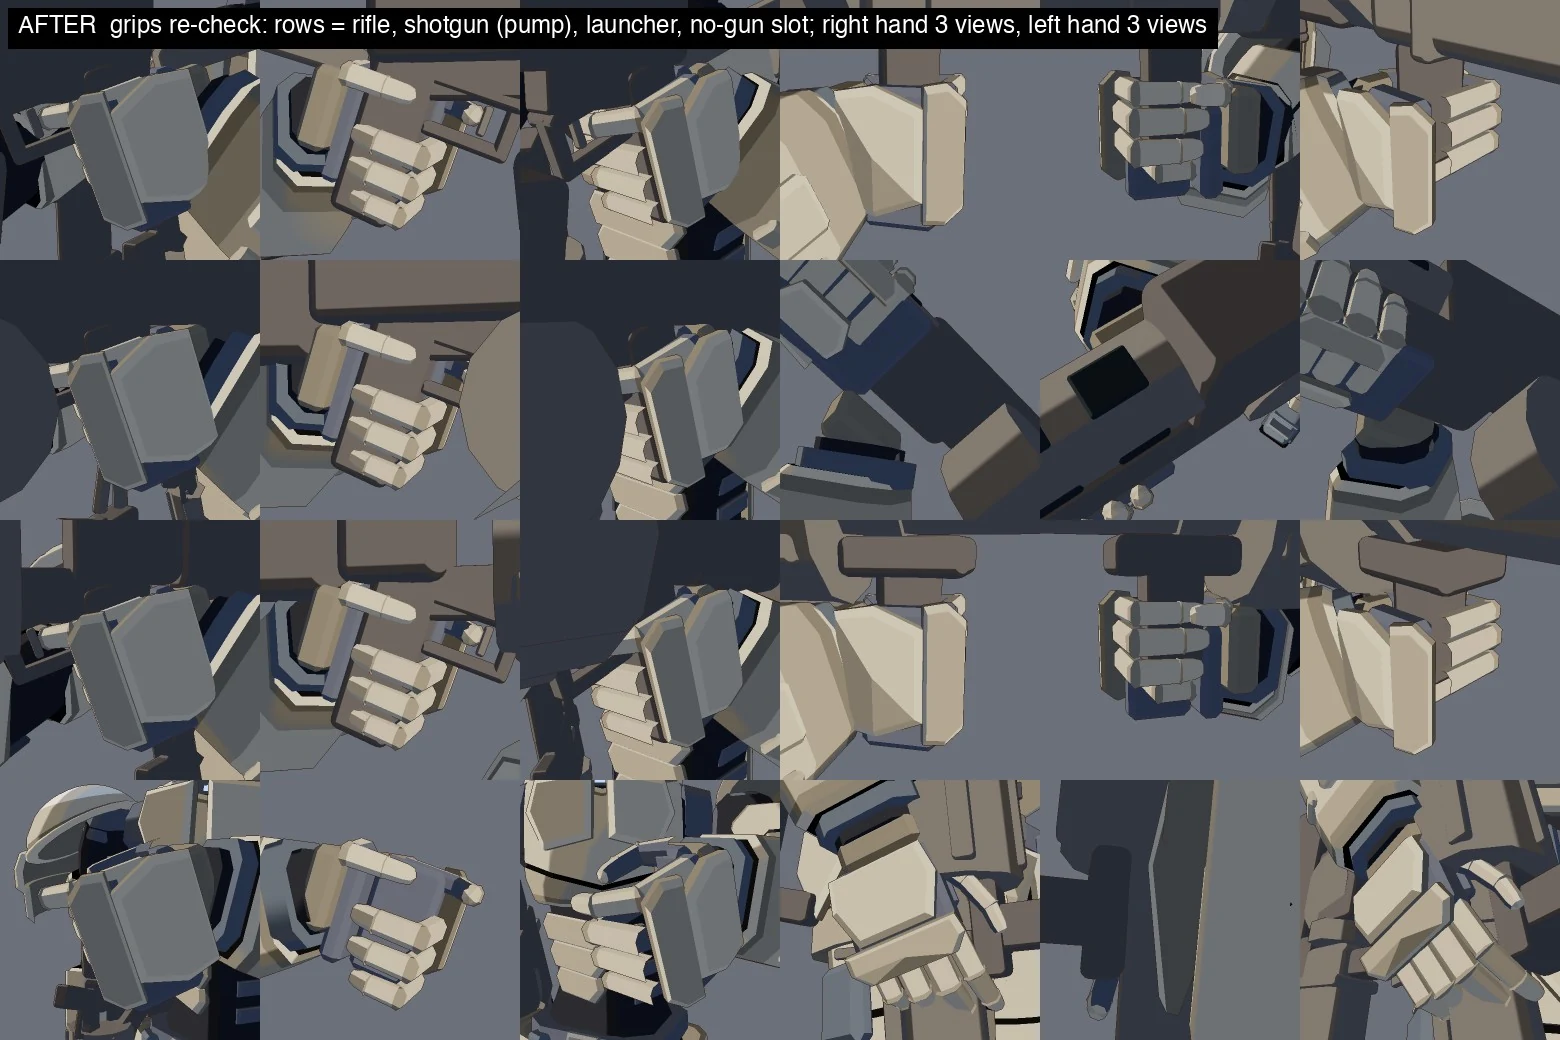 AFTER  grips re-check: rows = rifle, shotgun (pump), launcher, no-gun slot; right hand 3 views, left hand 3 views